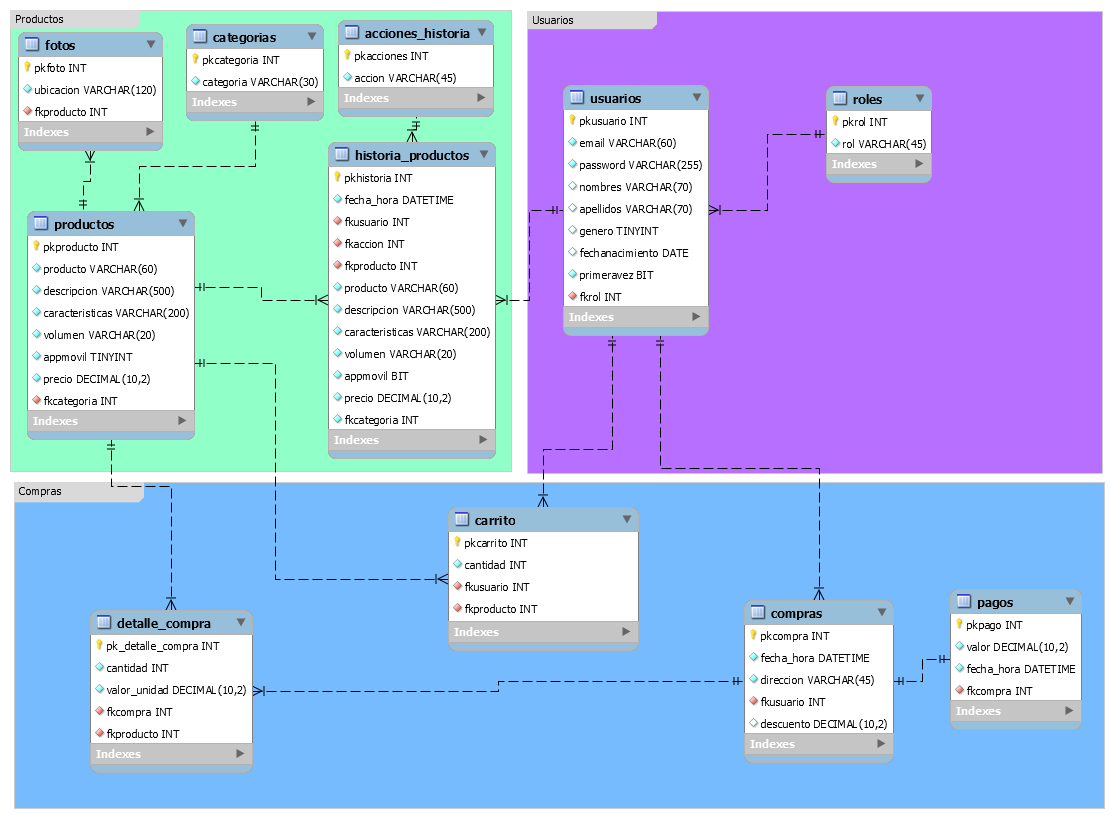 Productos
fotos
pkfoto INT
ubicacion VARCHAR(120)
fkproducto INT
Indexes
categorias
pkcategoria INT
categoria VARCHAR(30)
Indexes
acciones_historia
pkacciones INT
accion VARCHAR(45)
Indexes
productos
pkproducto INT
producto VARCHAR(60)
descripcion VARCHAR(500)
caracteristicas VARCHAR(200)
volumen VARCHAR(20)
appmovil TINYINT
precio DECIMAL(10,2)
fkcategoria INT
Indexes
historia_productos
pkhistoria INT
fecha_hora DATETIME
fkusuario INT
fkaccion INT
fkproducto INT
producto VARCHAR(60)
descripcion VARCHAR(500)
caracteristicas VARCHAR(200)
volumen VARCHAR(20)
appmovil BIT
precio DECIMAL(10,2)
fkcategoria INT
Indexes
Usuarios
usuarios
pkusuario INT
email VARCHAR(60)
password VARCHAR(255)
nombres VARCHAR(70)
apellidos VARCHAR(70)
genero TINYINT
fechanacimiento DATE
primeravez BIT
fkrol INT
Indexes
roles
pkrol INT
rol VARCHAR(45)
Indexes
Compras
detalle_compra
pk_detalle_compra INT
cantidad INT
valor_unidad DECIMAL(10,2)
fkcompra INT
fkproducto INT
Indexes
carrito
pkcarrito INT
cantidad INT
fkusuario INT
fkproducto INT
Indexes
compras
pkcompra INT
fecha_hora DATETIME
direccion VARCHAR(45)
fkusuario INT
descuento DECIMAL(10,2)
Indexes
pagos
pkpago INT
valor DECIMAL(10,2)
fecha_hora DATETIME
fkcompra INT
Indexes